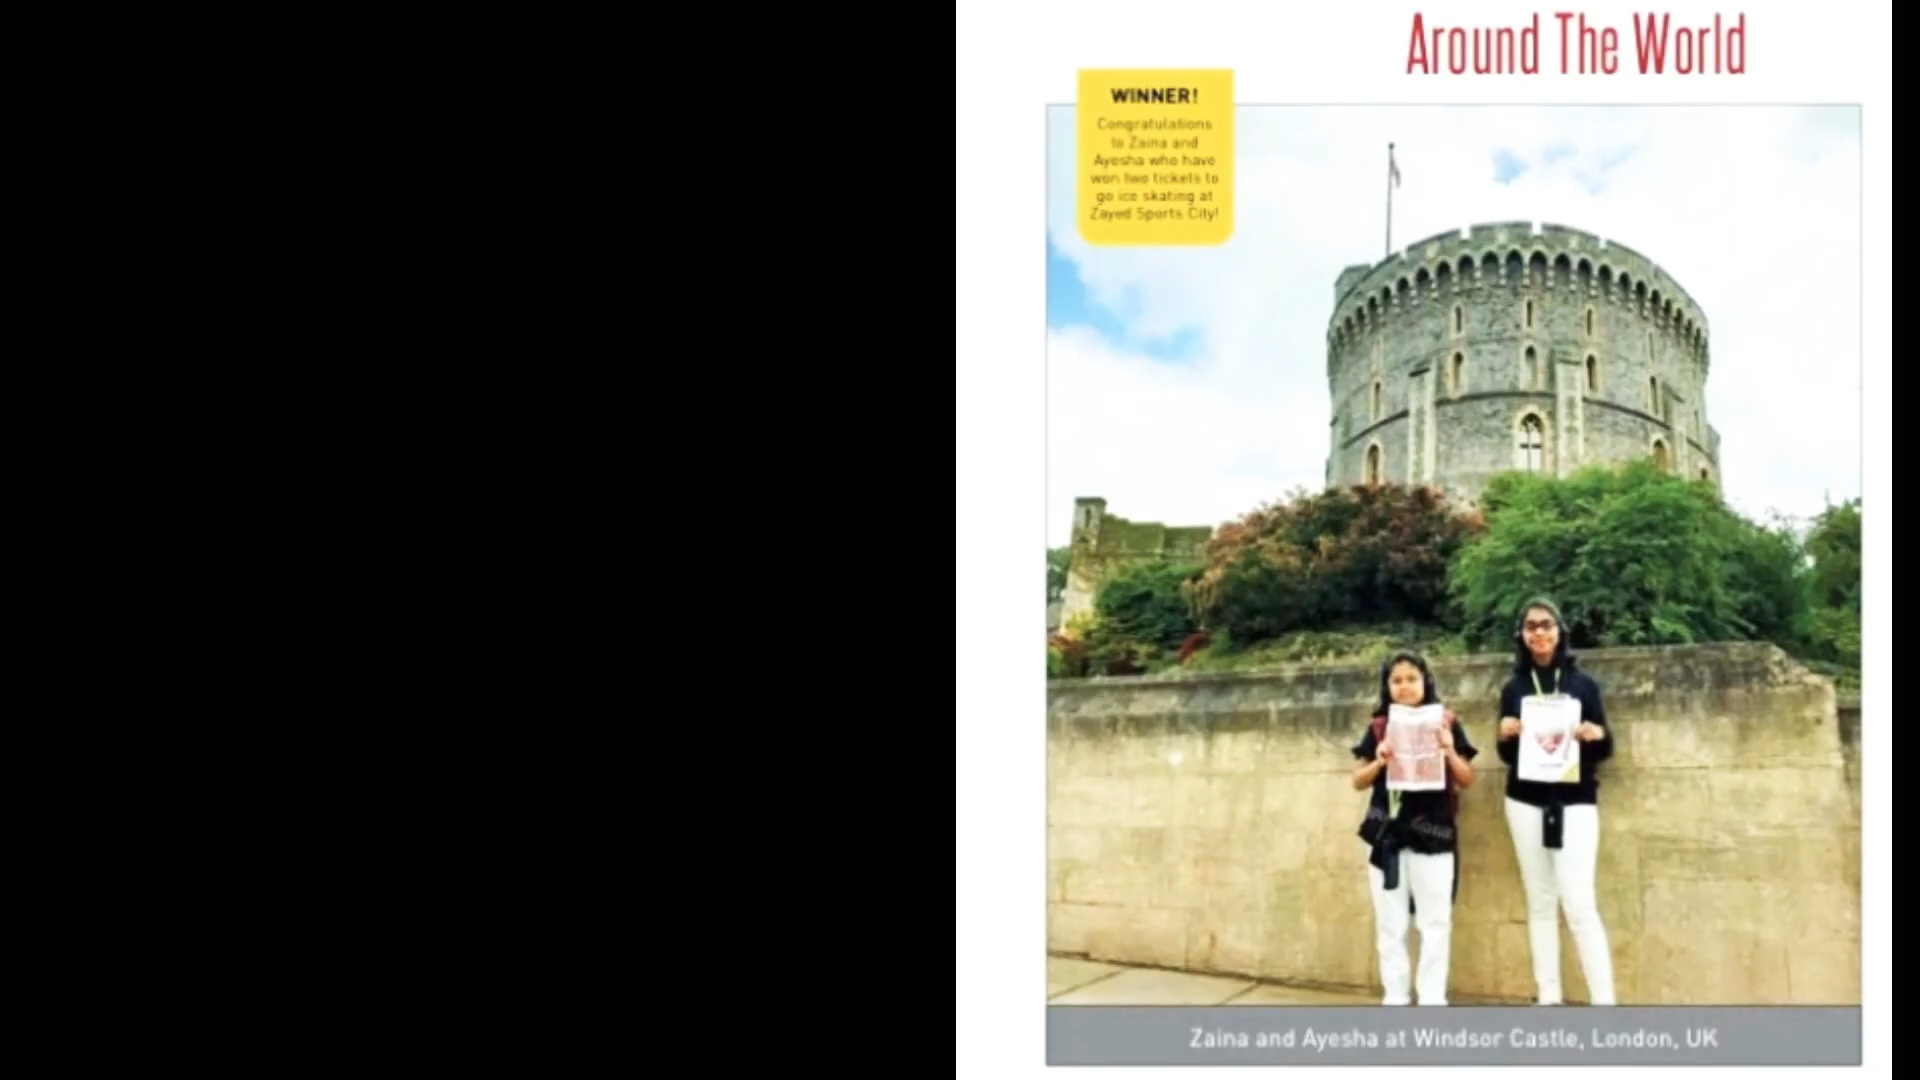 Around The World
WINNER!
Congratulations
to Zaina and
Ayesha who have
won two tickets to
go ice skating at
Zayed Sports City!
Zaina and Ayesha at Windsor Castle, London, UK